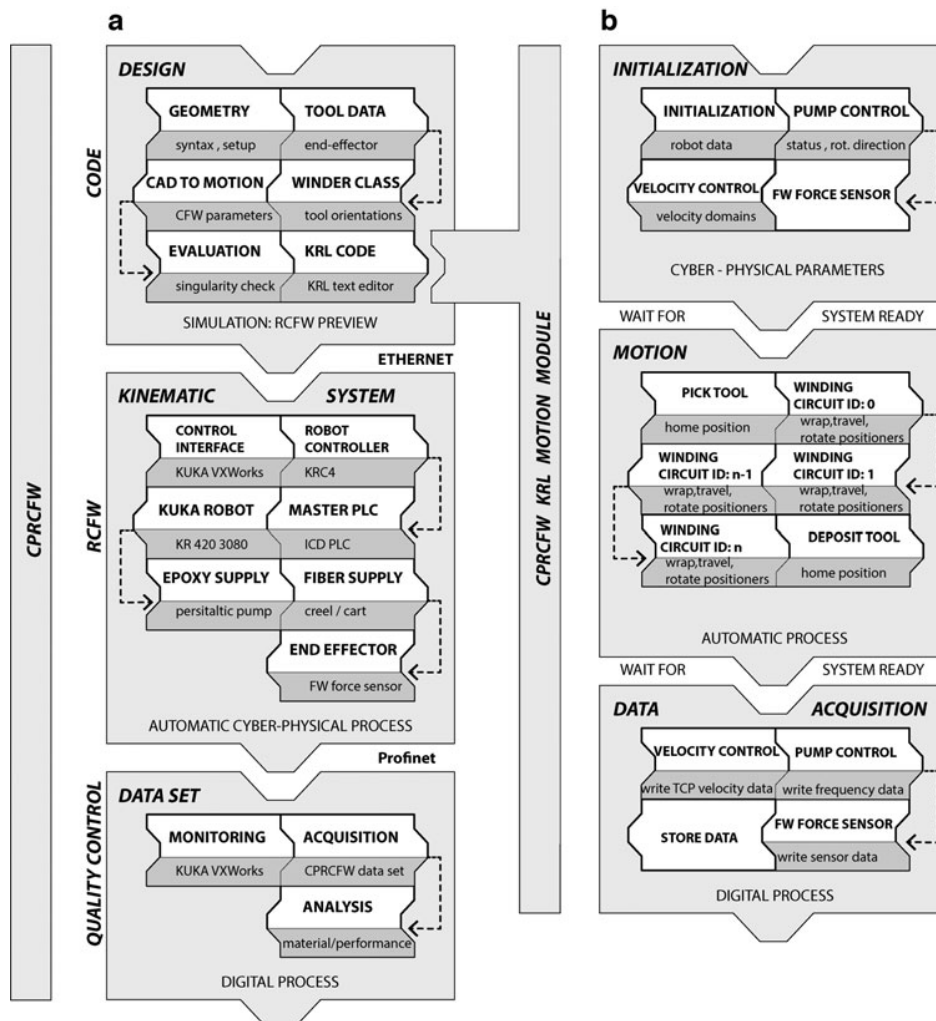 a
CPRCFW
CODE
DESIGN
GEOMETRY
TOOL DATA
syntax , setup
end-effector
CAD TO MOTION
WINDER CLASS
CFW parameters
tool orientations
EVALUATION
KRL CODE
singularity check
KRL text editor
SIMULATION: RCFW PREVIEW
ETHERNET
RCFW
KINEMATIC
SYSTEM
CONTROL
INTERFACE
ROBOT
CONTROLLER
KUKA VXWorks
KRC4
KUKA ROBOT
MASTER PLC
KR 420 3080
ICD PLC
EPOXY SUPPLY
FIBER SUPPLY
persitaltic pump
creel / cart
END EFFECTOR
FW force sensor
AUTOMATIC CYBER-PHYSICAL PROCESS
Profinet
QUALITY CONTROL
DATA SET
MONITORING
ACQUISITION
KUKA VXWorks
CPRCFW data set
ANALYSIS
material/performance
DIGITAL PROCESS
CPRCFW KRL MOTION MODULE
b
INITIALIZATION
INITIALIZATION
PUMP CONTROL
robot data
status , rot. direction
VELOCITY CONTROL
FW FORCE SENSOR
velocity domains
CYBER - PHYSICAL PARAMETERS
WAIT FOR
SYSTEM READY
MOTION
PICK TOOL
WINDING
CIRCUIT ID: 0
home position
wrap,travel,
rotate positioners
WINDING
CIRCUIT ID: n-1
WINDING
CIRCUIT ID: 1
wrap,travel,
rotate positioners
wrap,travel,
rotate positioners
WINDING
CIRCUIT ID: n
DEPOSIT TOOL
wrap,travel,
rotate positioners
home position
AUTOMATIC PROCESS
WAIT FOR
SYSTEM READY
DATA
ACQUISITION
VELOCITY CONTROL
PUMP CONTROL
write TCP velocity data
write frequency data
STORE DATA
FW FORCE SENSOR
write sensor data
DIGITAL PROCESS